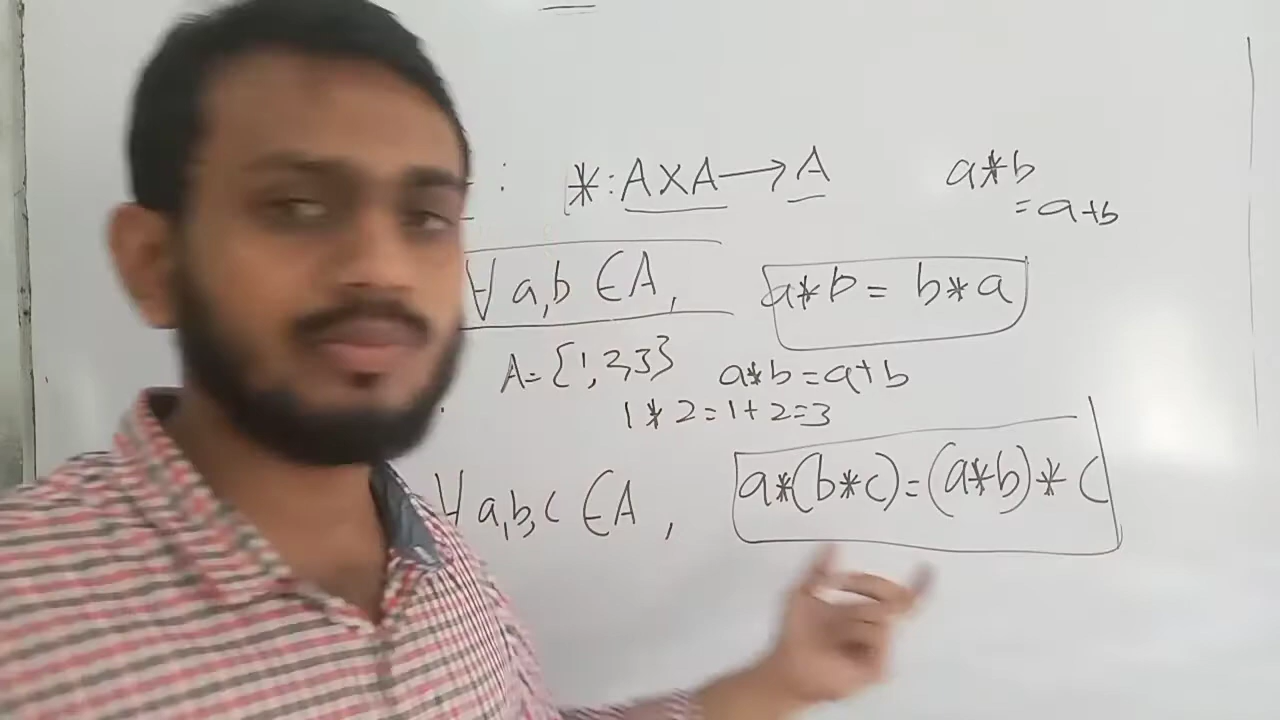 : *: A×A→A
a*b
=a+b
∀ a,b ∈A, a*b = b*a
A={1,2,3} a*b=a+b
1*2=1+2=3
∀ a,b,c ∈A, a*(b*c)=(a*b)*c